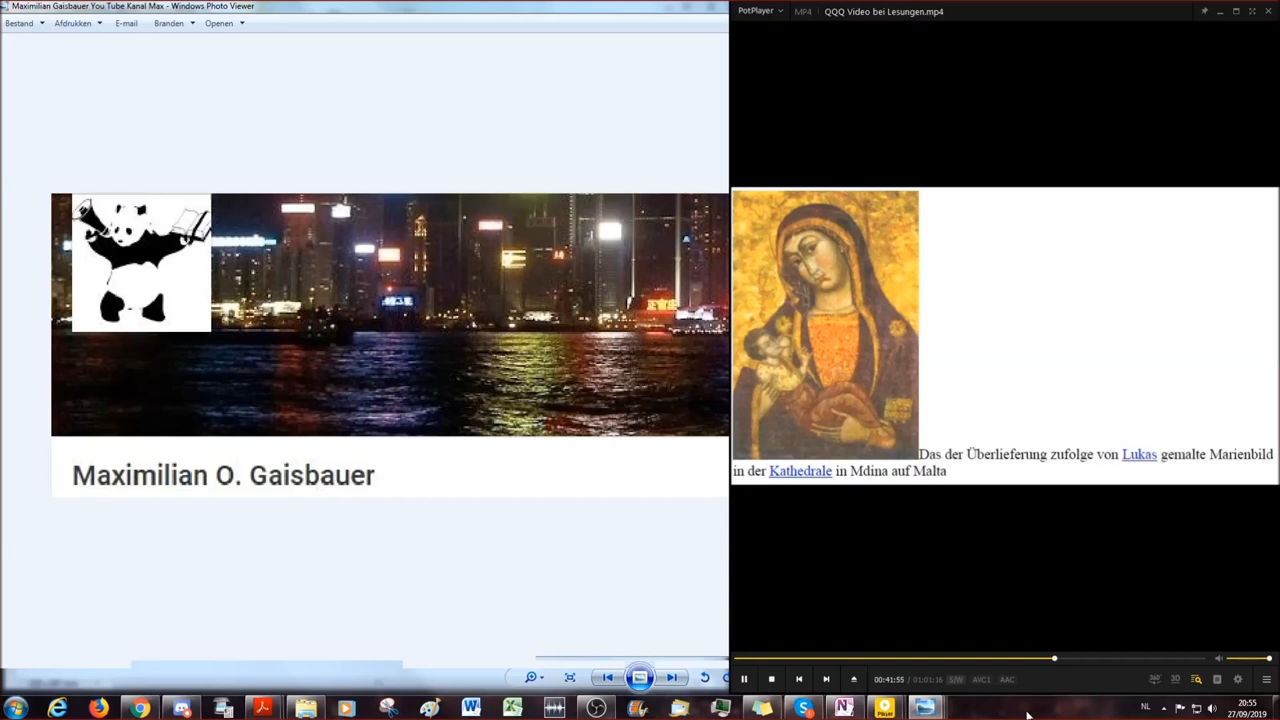 Maximilian Gaisbauer You Tube Kanal Max - Windows Photo Viewer
Bestand Afdrukken E-mail Branden Openen
Maximilian O. Gaisbauer
PotPlayer MP4 QQQ Video bei Lesungen.mp4
Das der Überlieferung zufolge von Lukas gemalte Marienbild
in der Kathedrale in Mdina auf Malta
00:41:55 / 01:01:16 S/W AVC1 AAC
360° 3D
NL 20:55
27/09/2019